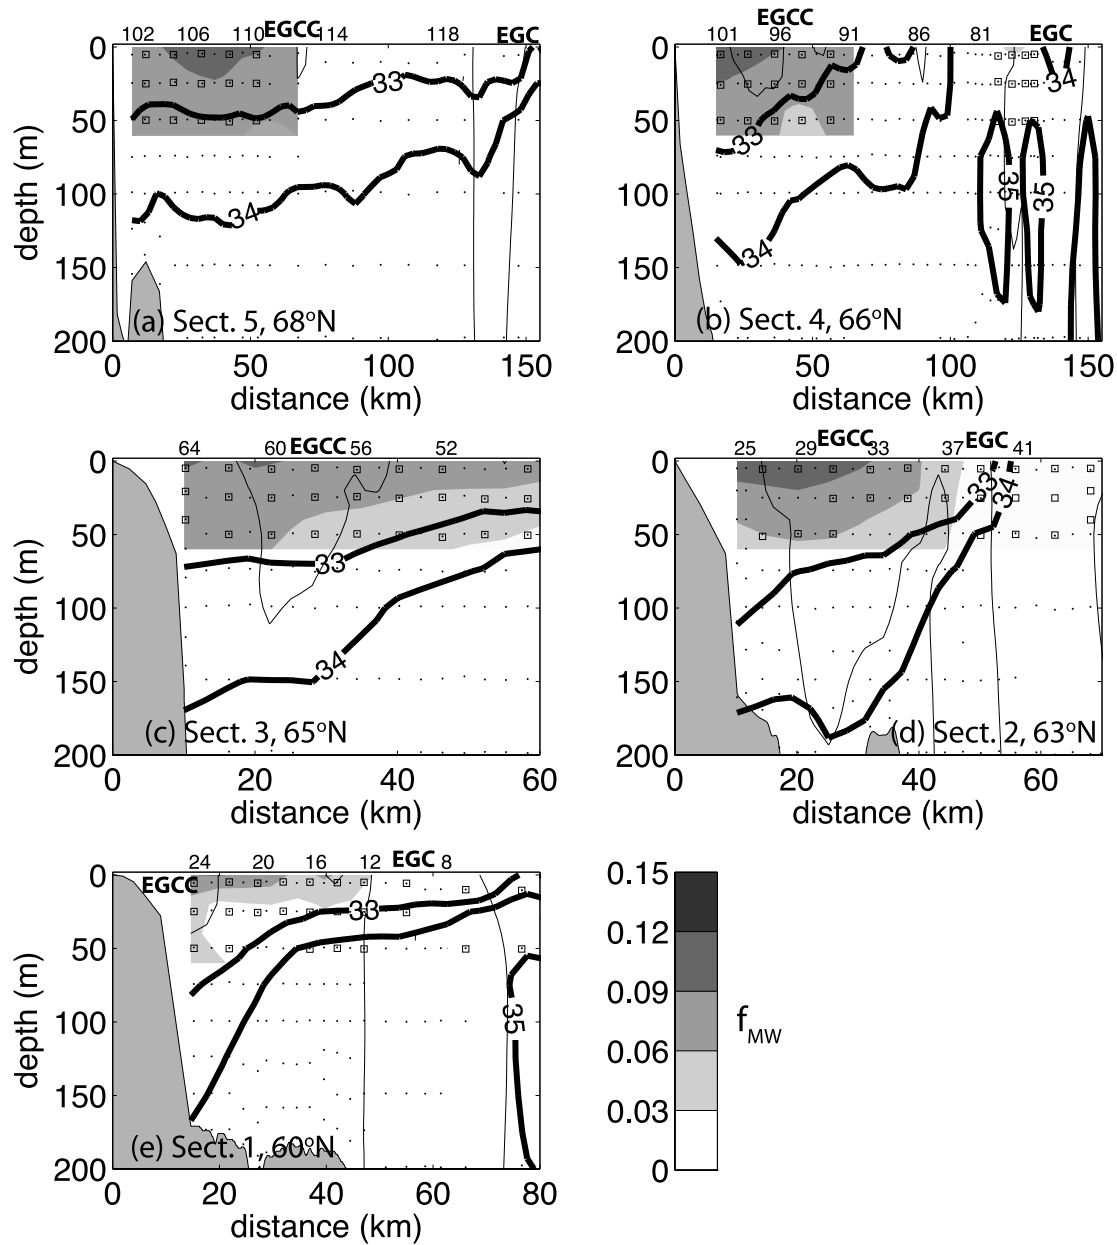 102 106 110 EGCC 114 118 EGC
0
50
100
150
200
depth (m)
33
34
(a) Sect. 5, 68°N
0 50 100 150
distance (km)
EGCC EGC
101 96 91 86 81
0
50
100
150
200
34
33
34
35
35
(b) Sect. 4, 66°N
0 50 100 150
distance (km)
64 60 EGCC 56 52
0
50
100
150
200
depth (m)
33
34
(c) Sect. 3, 65°N
0 20 40 60
distance (km)
25 29 EGCC 33 37 EGC 41
0
50
100
150
200
33
34
(d) Sect. 2, 63°N
0 20 40 60
distance (km)
24 20 16 12 EGC 8
EGCC
0
50
100
150
200
depth (m)
33
35
(e) Sect. 1, 60°N
0 20 40 60 80
distance (km)
0.15
0.12
0.09
0.06
0.03
0
fMW